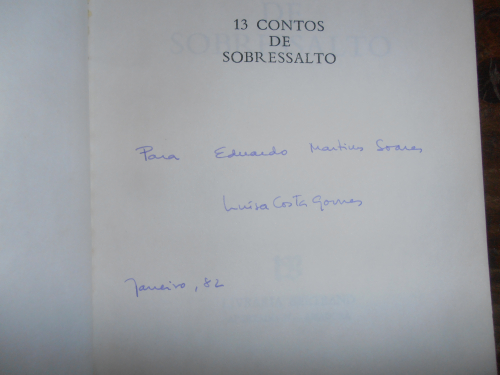 13 CONTOS
DE
SOBRESSALTO
Para Eduardo Martins Soares
Luísa Costa Gomes
Janeiro, 82